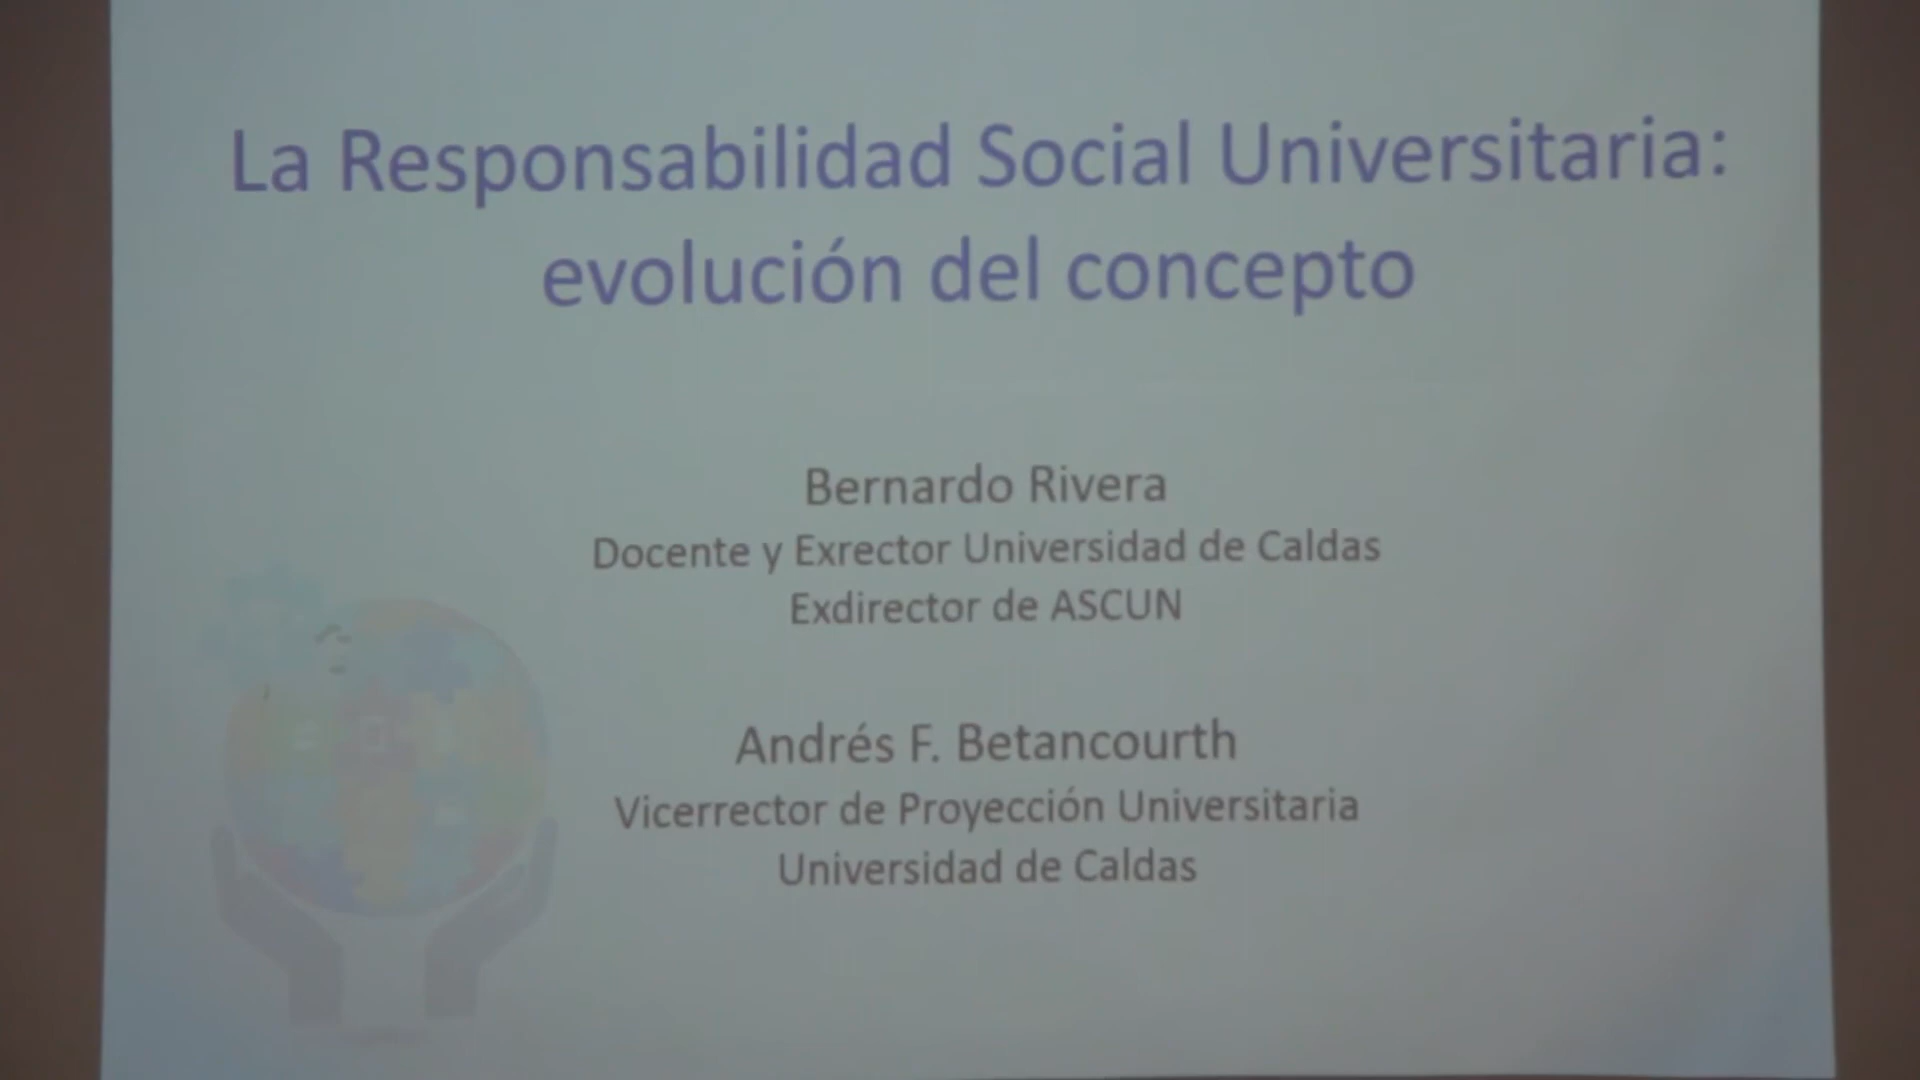 La Responsabilidad Social Universitaria:
evolución del concepto
Bernardo Rivera
Docente y Exrector Universidad de Caldas
Exdirector de ASCUN
Andrés F. Betancourth
Vicerrector de Proyección Universitaria
Universidad de Caldas